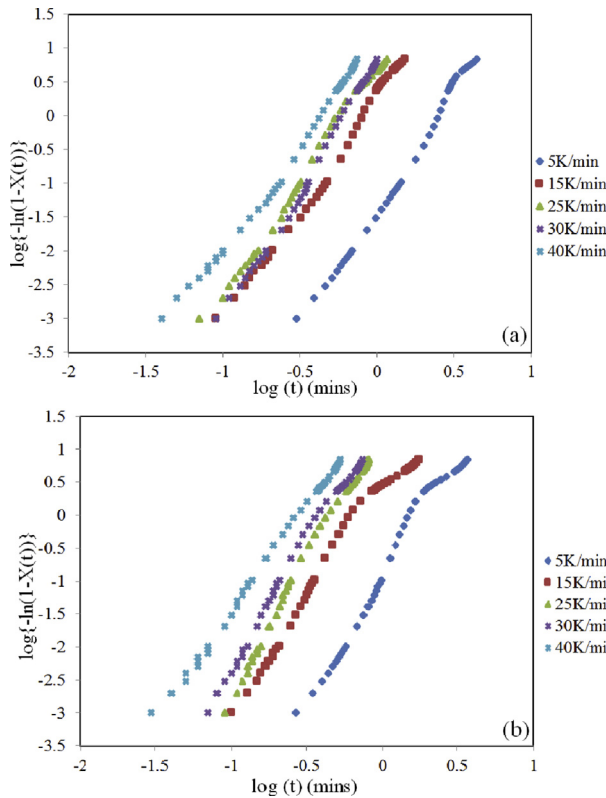 1.5
1
0.5
0
-0.5
-1
-1.5
-2
-2.5
-3
-3.5
log{-ln(1-X(t))}
-2 -1.5 -1 -0.5 0 0.5 1
log (t) (mins)
5K/min
15K/min
25K/min
30K/min
40K/min
(a)
1.5
1
0.5
0
-0.5
-1
-1.5
-2
-2.5
-3
-3.5
log{-ln(1-X(t))}
-2 -1.5 -1 -0.5 0 0.5 1
log (t) (mins)
5K/min
15K/mi
25K/mi
30K/mi
40K/mi
(b)